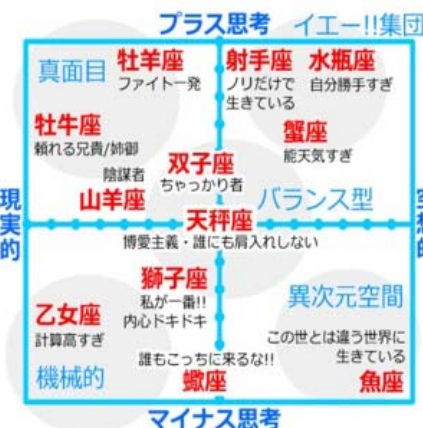 プラス思考
イエー!!集団
真面目
牡羊座
ファイト一発
射手座
ノリだけで
生きている
水瓶座
自分勝手すぎ
牡牛座
頼れる兄貴/姉御
蟹座
能天気すぎ
双子座
ちゃっかり者
陰謀者
山羊座
バランス型
現実的
空想的
天秤座
博愛主義・誰にも肩入れしない
獅子座
私が一番!!
内心ドキドキ
異次元空間
乙女座
計算高すぎ
この世とは違う世界に
生きている
誰もこっちに来るな!!
機械的
蠍座
魚座
マイナス思考